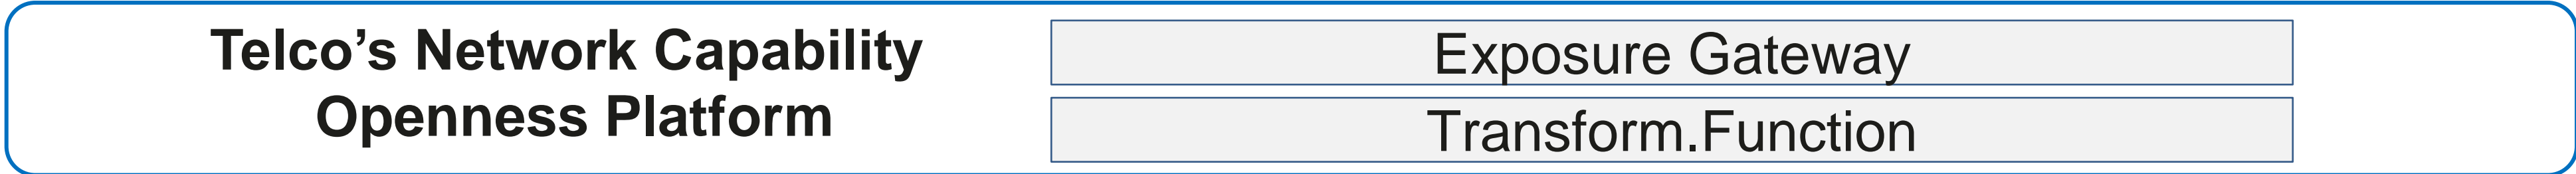 Telco’s Network Capability
Openness Platform
Exposure Gateway
Transform.Function